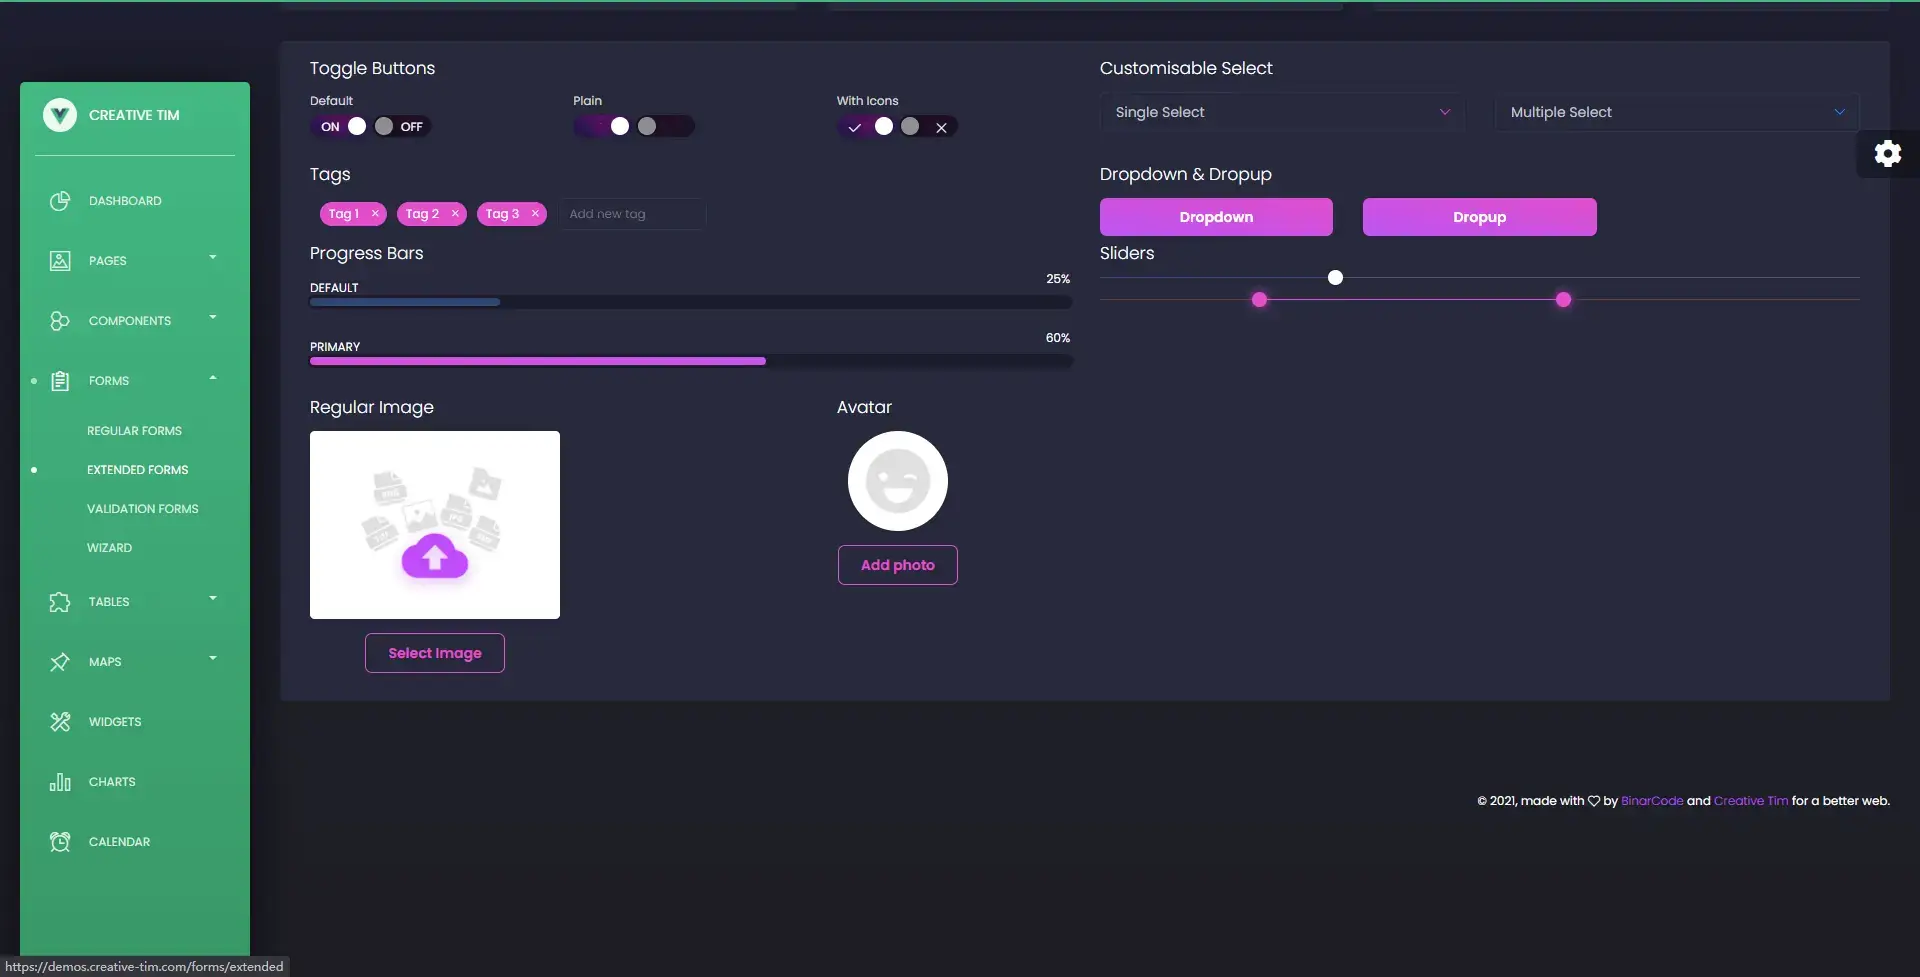 CREATIVE TIM
DASHBOARD
PAGES
COMPONENTS
FORMS
REGULAR FORMS
EXTENDED FORMS
VALIDATION FORMS
WIZARD
TABLES
MAPS
WIDGETS
CHARTS
CALENDAR
Toggle Buttons
Default
Plain
With Icons
ON
OFF
Tags
Tag 1 ×
Tag 2 ×
Tag 3 ×
Add new tag
Progress Bars
25%
DEFAULT
60%
PRIMARY
Regular Image
PNG
JPG
Select Image
Avatar
Add photo
Customisable Select
Single Select
Multiple Select
Dropdown & Dropup
Dropdown
Dropup
Sliders
© 2021, made with ♡ by BinarCode and Creative Tim for a better web.
https://demos.creative-tim.com/forms/extended